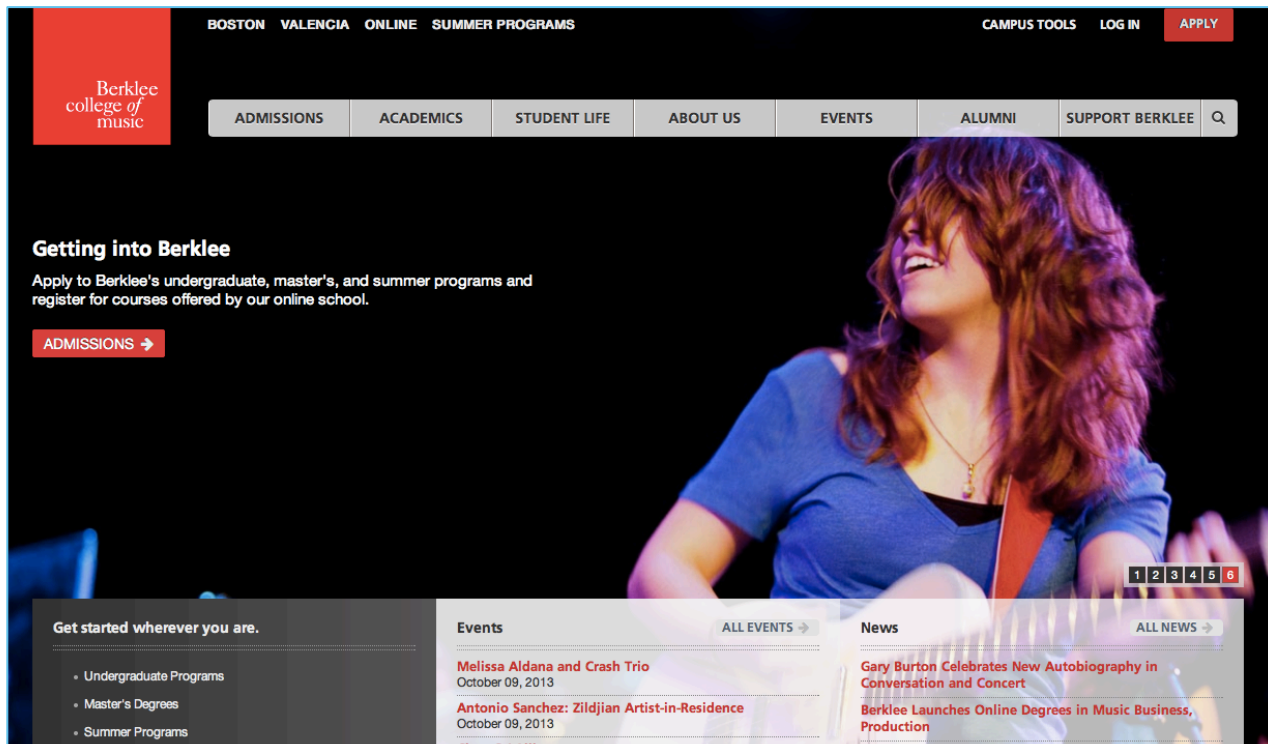 BOSTON VALENCIA ONLINE SUMMER PROGRAMS CAMPUS TOOLS LOG IN APPLY
Berklee
college of
music
ADMISSIONS ACADEMICS STUDENT LIFE ABOUT US EVENTS ALUMNI SUPPORT BERKLEE
Getting into Berklee
Apply to Berklee's undergraduate, master's, and summer programs and
register for courses offered by our online school.
ADMISSIONS
1 2 3 4 5 6
Get started wherever you are.
Undergraduate Programs
Master's Degrees
Summer Programs
Events ALL EVENTS
Melissa Aldana and Crash Trio
October 09, 2013
Antonio Sanchez: Zildjian Artist-in-Residence
October 09, 2013
News ALL NEWS
Gary Burton Celebrates New Autobiography in
Conversation and Concert
Berklee Launches Online Degrees in Music Business,
Production